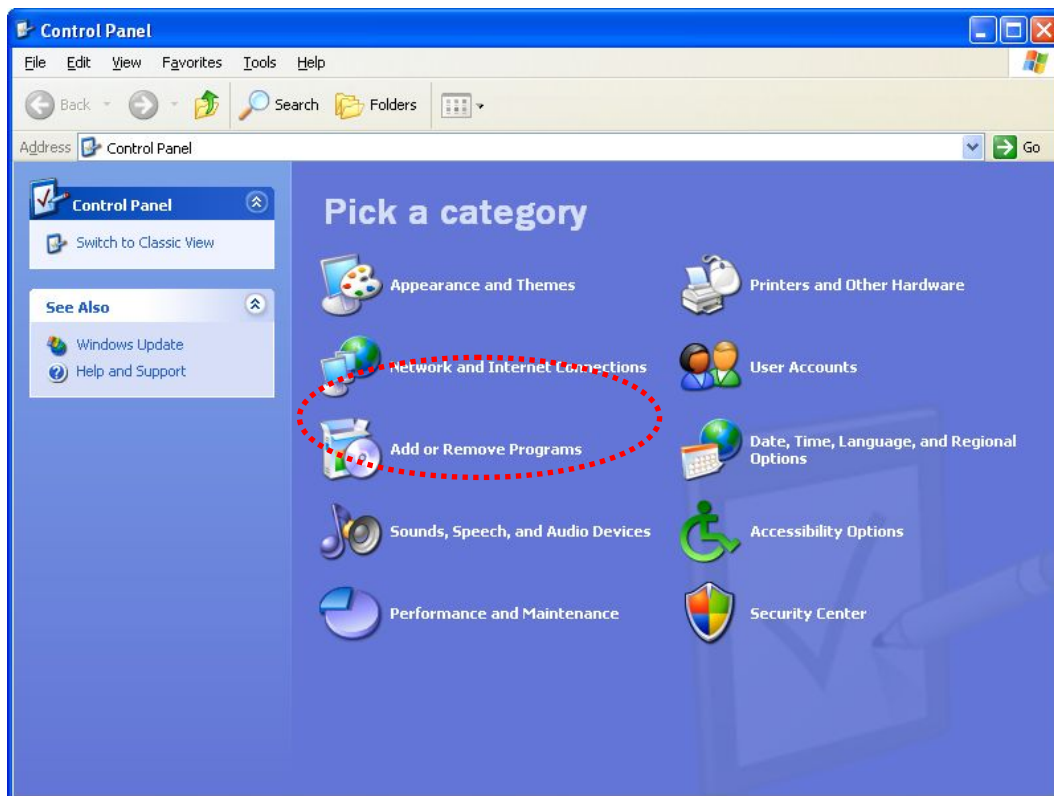 Control Panel
File Edit View Favorites Tools Help
Back Search Folders
Address Control Panel Go
Control Panel
Switch to Classic View
See Also
Windows Update
Help and Support
Pick a category
Appearance and Themes
Printers and Other Hardware
Network and Internet Connections
User Accounts
Add or Remove Programs
Date, Time, Language, and Regional
Options
Sounds, Speech, and Audio Devices
Accessibility Options
Performance and Maintenance
Security Center